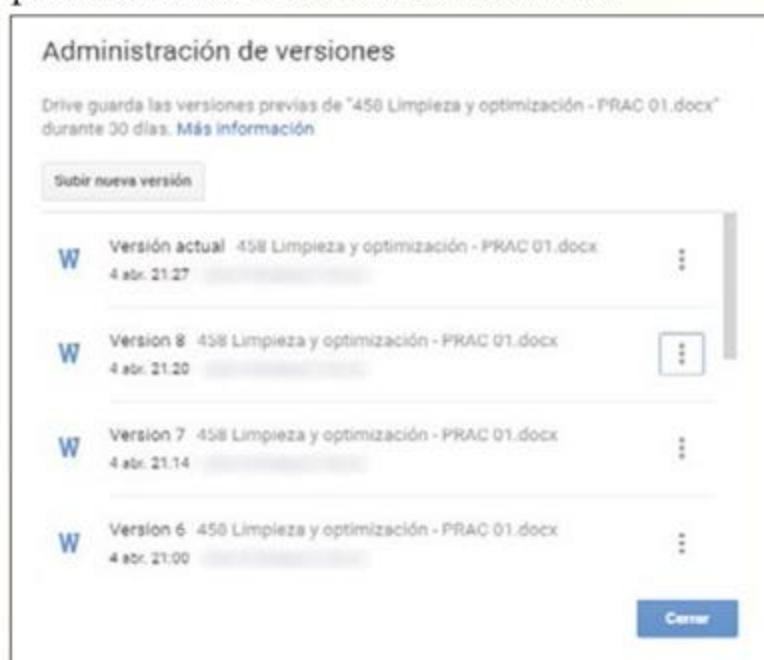 Administración de versiones
Drive guarda las versiones previas de "458 Limpieza y optimización - PRAC 01.docx"
durante 30 días. Más información
Subir nueva versión
Versión actual 458 Limpieza y optimización - PRAC 01.docx
4 abr. 21:27
Version 8 458 Limpieza y optimización - PRAC 01.docx
4 abr. 21:20
Version 7 458 Limpieza y optimización - PRAC 01.docx
4 abr. 21:14
Version 6 458 Limpieza y optimización - PRAC 01.docx
4 abr. 21:00
Cerrar